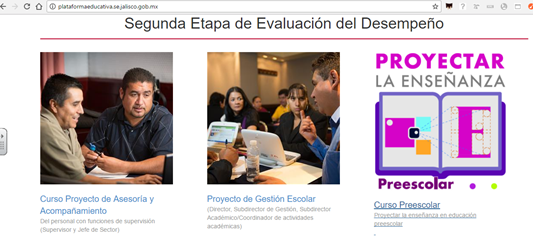 plataformaeducativa.se.jalisco.gob.mx
Segunda Etapa de Evaluación del Desempeño
PROYECTAR
LA ENSEÑANZA
E
Preescolar
Curso Proyecto de Asesoría y
Acompañamiento
Del personal con funciones de supervisión
(Supervisor y Jefe de Sector)
Proyecto de Gestión Escolar
(Director, Subdirector de Gestión, Subdirector
Académico/Coordinador de actividades
académicas)
Curso Preescolar
Proyectar la enseñanza en educación
preescolar